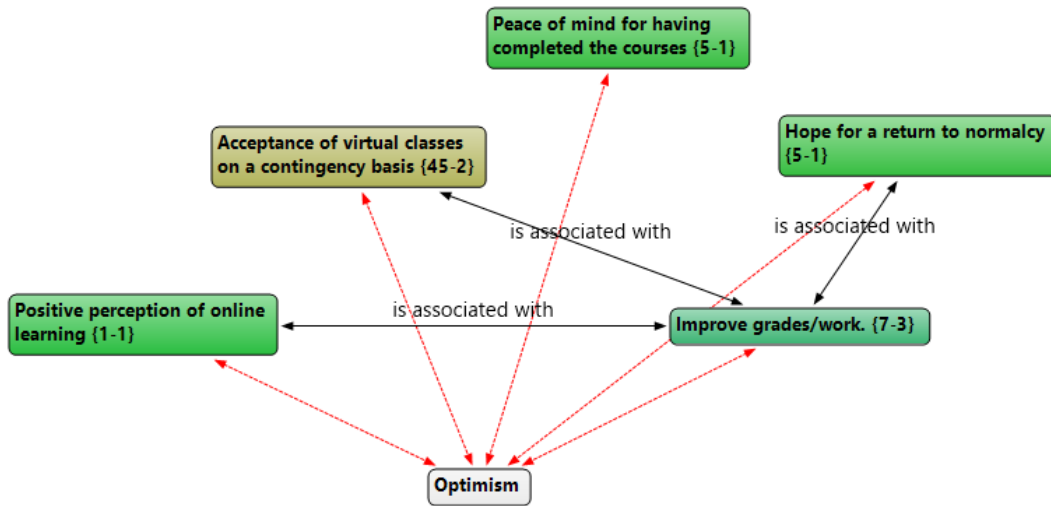 Peace of mind for having
completed the courses {5-1}
Acceptance of virtual classes
on a contingency basis {45-2}
Hope for a return to normalcy
{5-1}
is associated with
is associated with
Positive perception of online
learning {1-1}
is associated with
Improve grades/work. {7-3}
Optimism